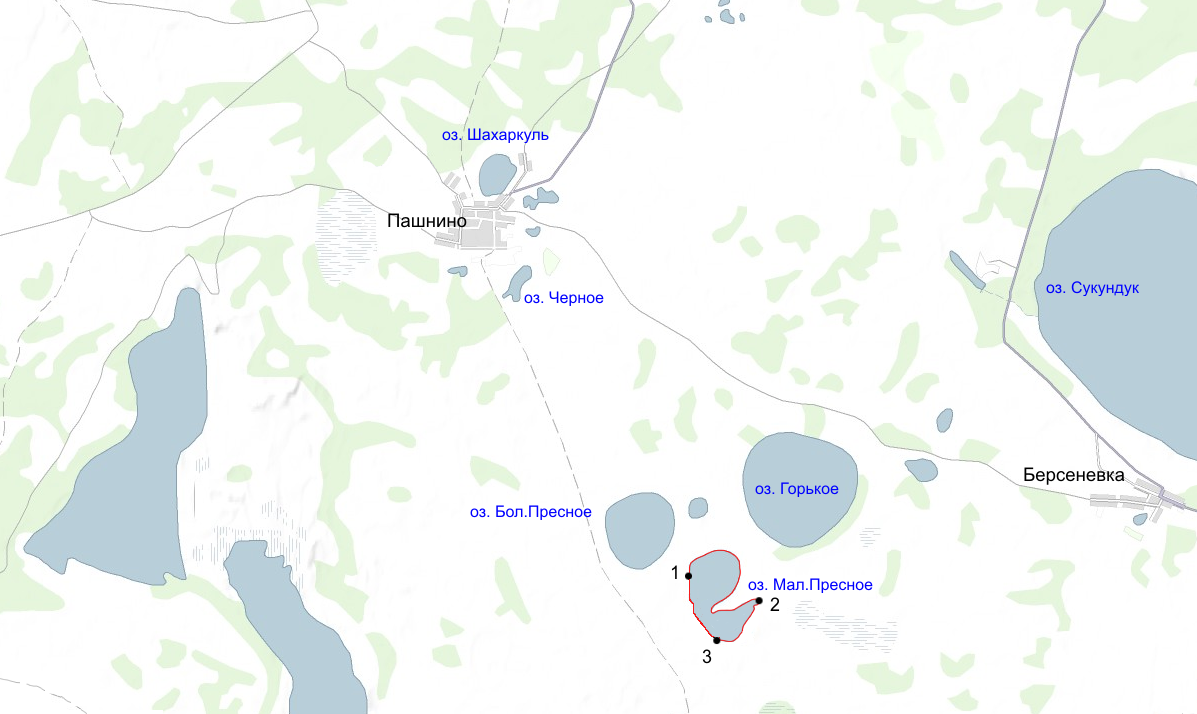 оз. Шахаркуль
Пашнино
оз. Черное
оз. Сукундук
Берсеневка
оз. Горькое
оз. Бол.Пресное
1
оз. Мал.Пресное
2
3